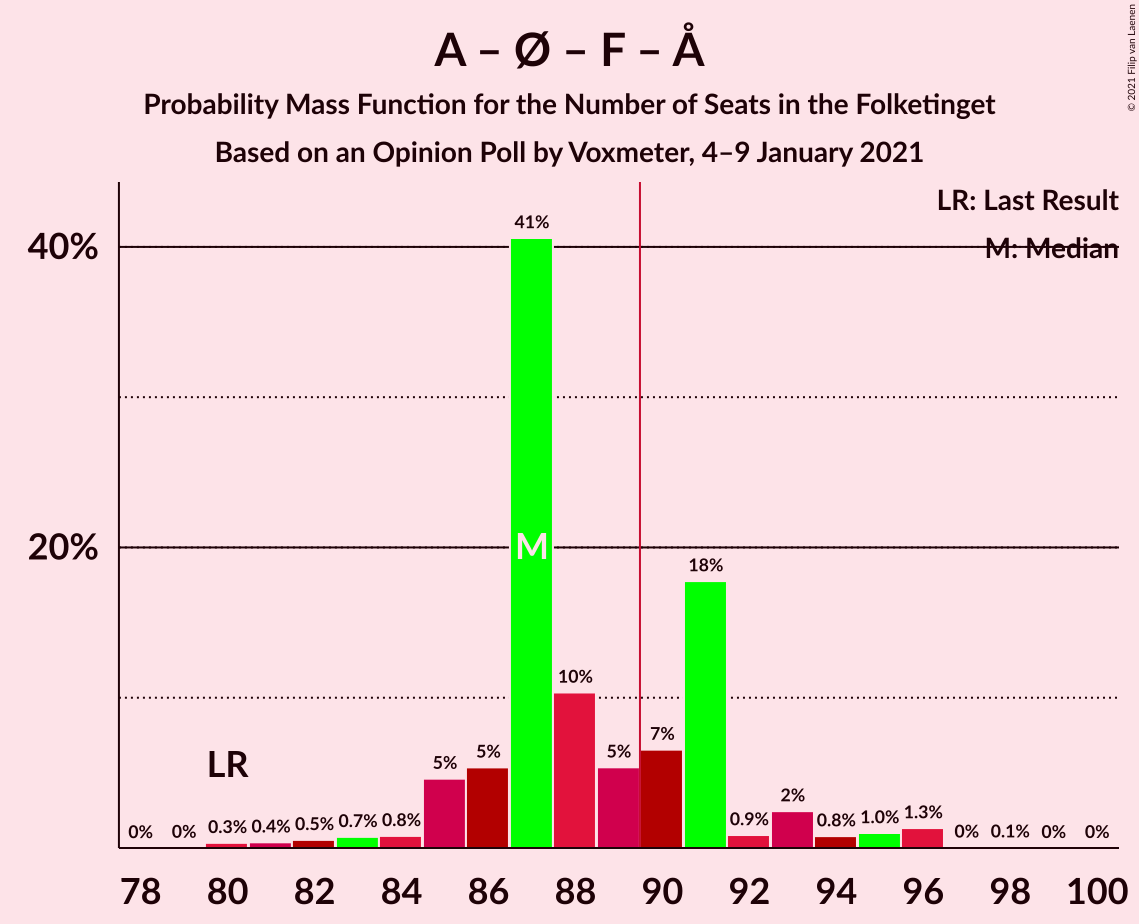 A – Ø – F – Å
Probability Mass Function for the Number of Seats in the Folketinget
Based on an Opinion Poll by Voxmeter, 4–9 January 2021
© 2021 Filip van Laenen
LR: Last Result
M: Median
40%
20%
LR
M
0%
0%
0.3%
0.4%
0.5%
0.7%
0.8%
5%
5%
41%
10%
5%
7%
18%
0.9%
2%
0.8%
1.0%
1.3%
0%
0.1%
0%
0%
78 80 82 84 86 88 90 92 94 96 98 100